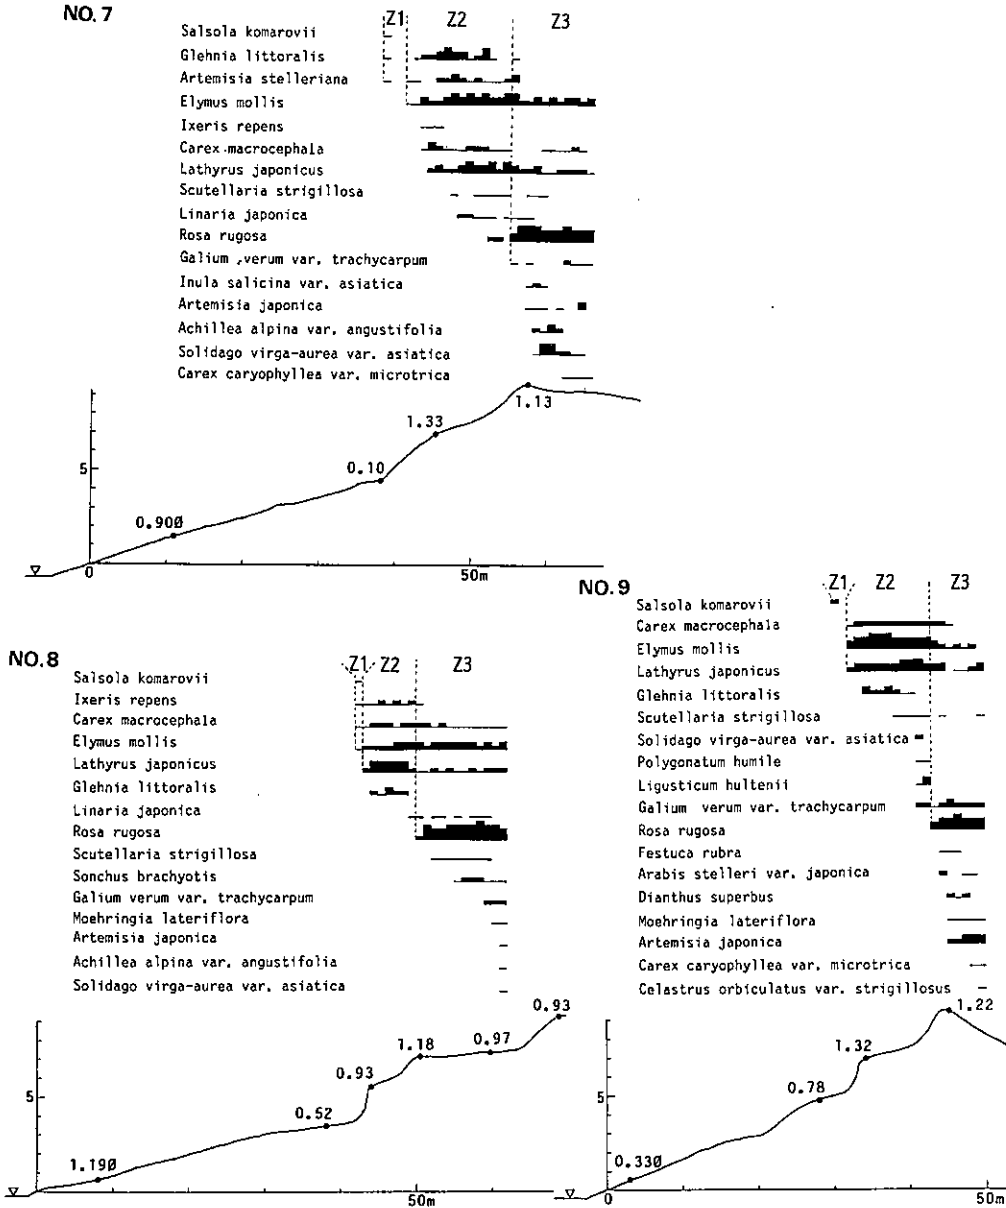 NO.7
Z1 Z2 Z3
Salsola komarovii
Glehnia littoralis
Artemisia stelleriana
Elymus mollis
Ixeris repens
Carex macrocephala
Lathyrus japonicus
Scutellaria strigillosa
Linaria japonica
Rosa rugosa
Galium verum var. trachycarpum
Inula salicina var. asiatica
Artemisia japonica
Achillea alpina var. angustifolia
Solidago virga-aurea var. asiatica
Carex caryophyllea var. microtrica
1.13
1.33
5
0.10
0.90Ø
0
50m
NO.8
Z1 Z2 Z3
Salsola komarovii
Ixeris repens
Carex macrocephala
Elymus mollis
Lathyrus japonicus
Glehnia littoralis
Linaria japonica
Rosa rugosa
Scutellaria strigillosa
Sonchus brachyotis
Galium verum var. trachycarpum
Moehringia lateriflora
Artemisia japonica
Achillea alpina var. angustifolia
Solidago virga-aurea var. asiatica
0.93
1.18
0.97
0.93
5
0.52
1.19Ø
0
50m
NO.9
Z1 Z2 Z3
Salsola komarovii
Carex macrocephala
Elymus mollis
Lathyrus japonicus
Glehnia littoralis
Scutellaria strigillosa
Solidago virga-aurea var. asiatica
Polygonatum humile
Ligusticum hultenii
Galium verum var. trachycarpum
Rosa rugosa
Festuca rubra
Arabis stelleri var. japonica
Dianthus superbus
Moehringia lateriflora
Artemisia japonica
Carex caryophyllea var. microtrica
Celastrus orbiculatus var. strigillosus
1.22
1.32
5
0.78
0.33Ø
0
50m